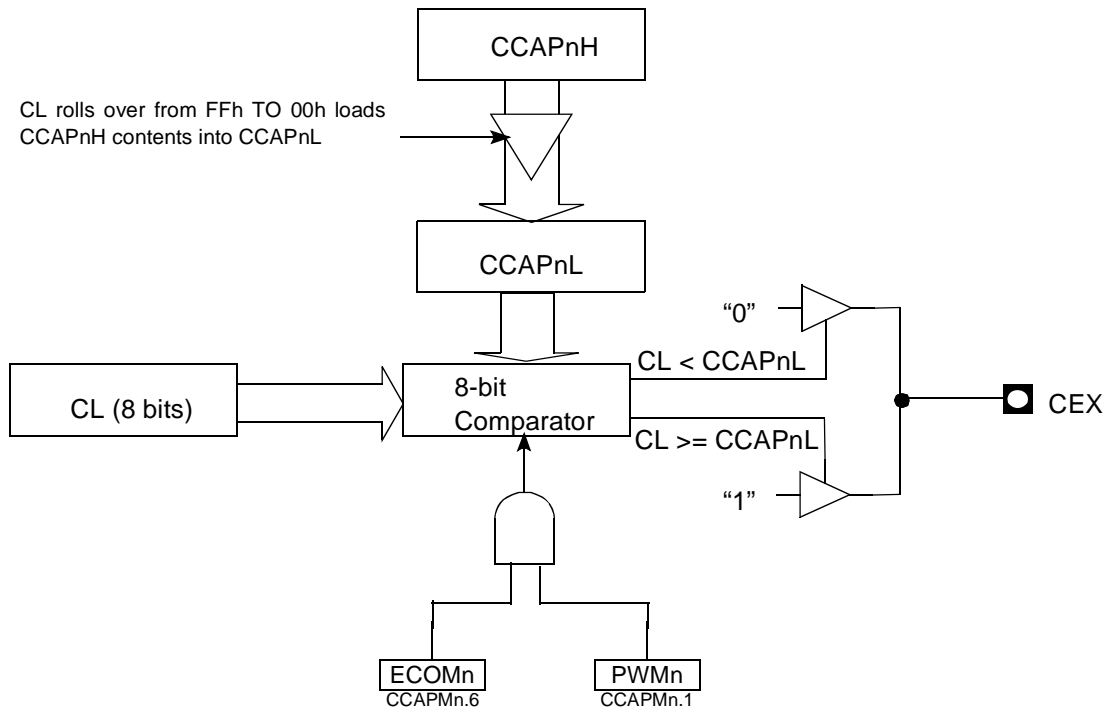 CCAPnH
CL rolls over from FFh TO 00h loads
CCAPnH contents into CCAPnL
CCAPnL
“0”
CL < CCAPnL
CL (8 bits)
8-bit
Comparator
CEX
CL >= CCAPnL
“1”
ECOMn
CCAPMn.6
PWMn
CCAPMn.1